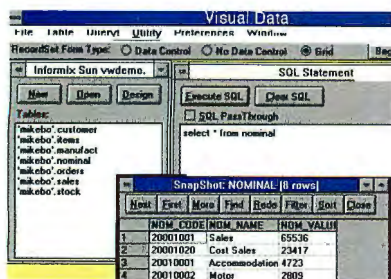 Visual Data
File Table Query! Utility Preferences Window
RecordSet Form Type: Data Control No Data Control Grid
Informix Sun vwdemo.
SQL Statement
New Open Design
Execute SQL Clear SQL
Tables:
SQL PassThrough
'mikebo'.customer
'mikebo'.items
'mikebo'.manufact
'mikebo'.nominal
'mikebo'.orders
'mikebo'.sales
'mikebo'.stock
select * from nominal
SnapShot: NOMINAL [8 rows]
Next First More Find Redo Filter Sort Close
NOM_CODE NOM_NAME NOM_VALU
1 20001001 Sales 65536
2 20001020 Cost Sales 23417
3 20010001 Accommodation 4723
4 20010002 Motor 2809